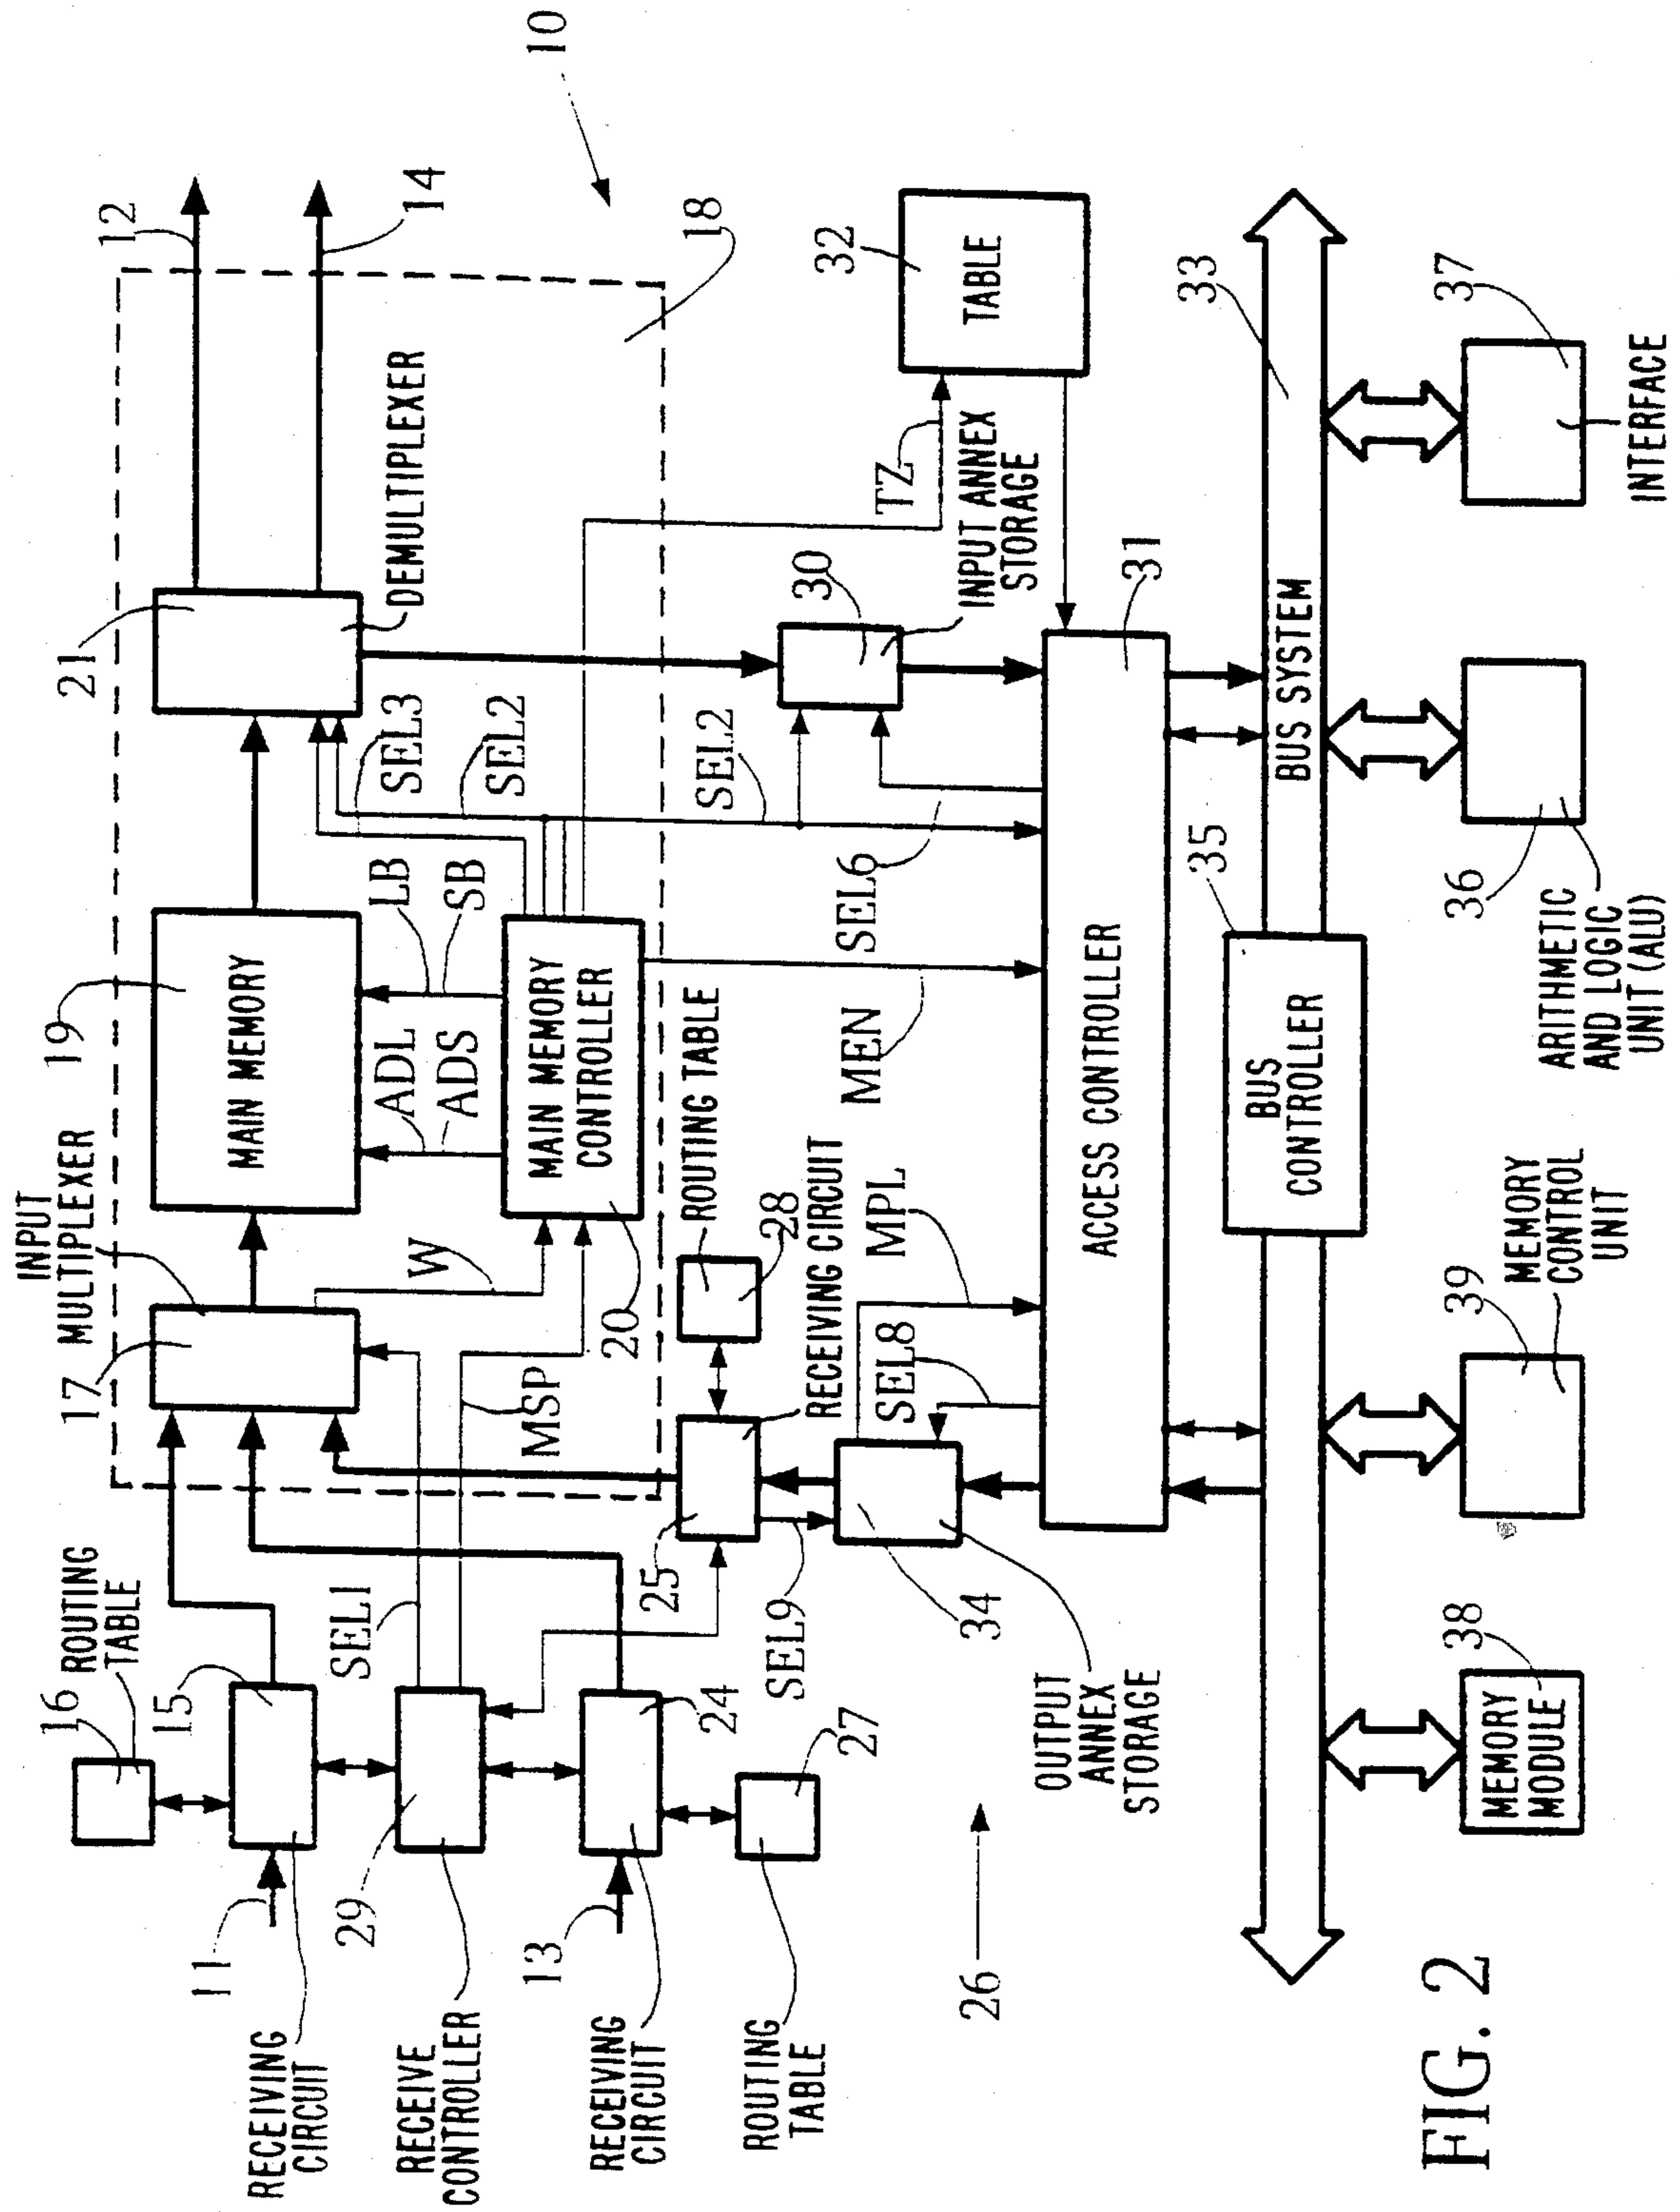 10
12
14
18
DEMULTIPLEXER
21
SEL3
SEL2
19
MAIN MEMORY
LB
SB
ADL
ADS
MAIN MEMORY
CONTROLLER
20
INPUT
MULTIPLEXER
17
W
MSP
SEL1
ROUTING
TABLE
16
15
11
RECEIVING
CIRCUIT
29
RECEIVE
CONTROLLER
13
24
RECEIVING
CIRCUIT
27
ROUTING
TABLE
25
RECEIVING CIRCUIT
28
ROUTING TABLE
SEL9
34
OUTPUT
ANNEX
STORAGE
SEL8
MPL
MEN
SEL6
SEL2
30
INPUT ANNEX
STORAGE
TZ
32
TABLE
31
ACCESS CONTROLLER
26
33
BUS SYSTEM
35
BUS
CONTROLLER
37
INTERFACE
36
ARITHMETIC
AND LOGIC
UNIT (ALU)
39
MEMORY
CONTROL
UNIT
38
MEMORY
MODULE
FIG. 2